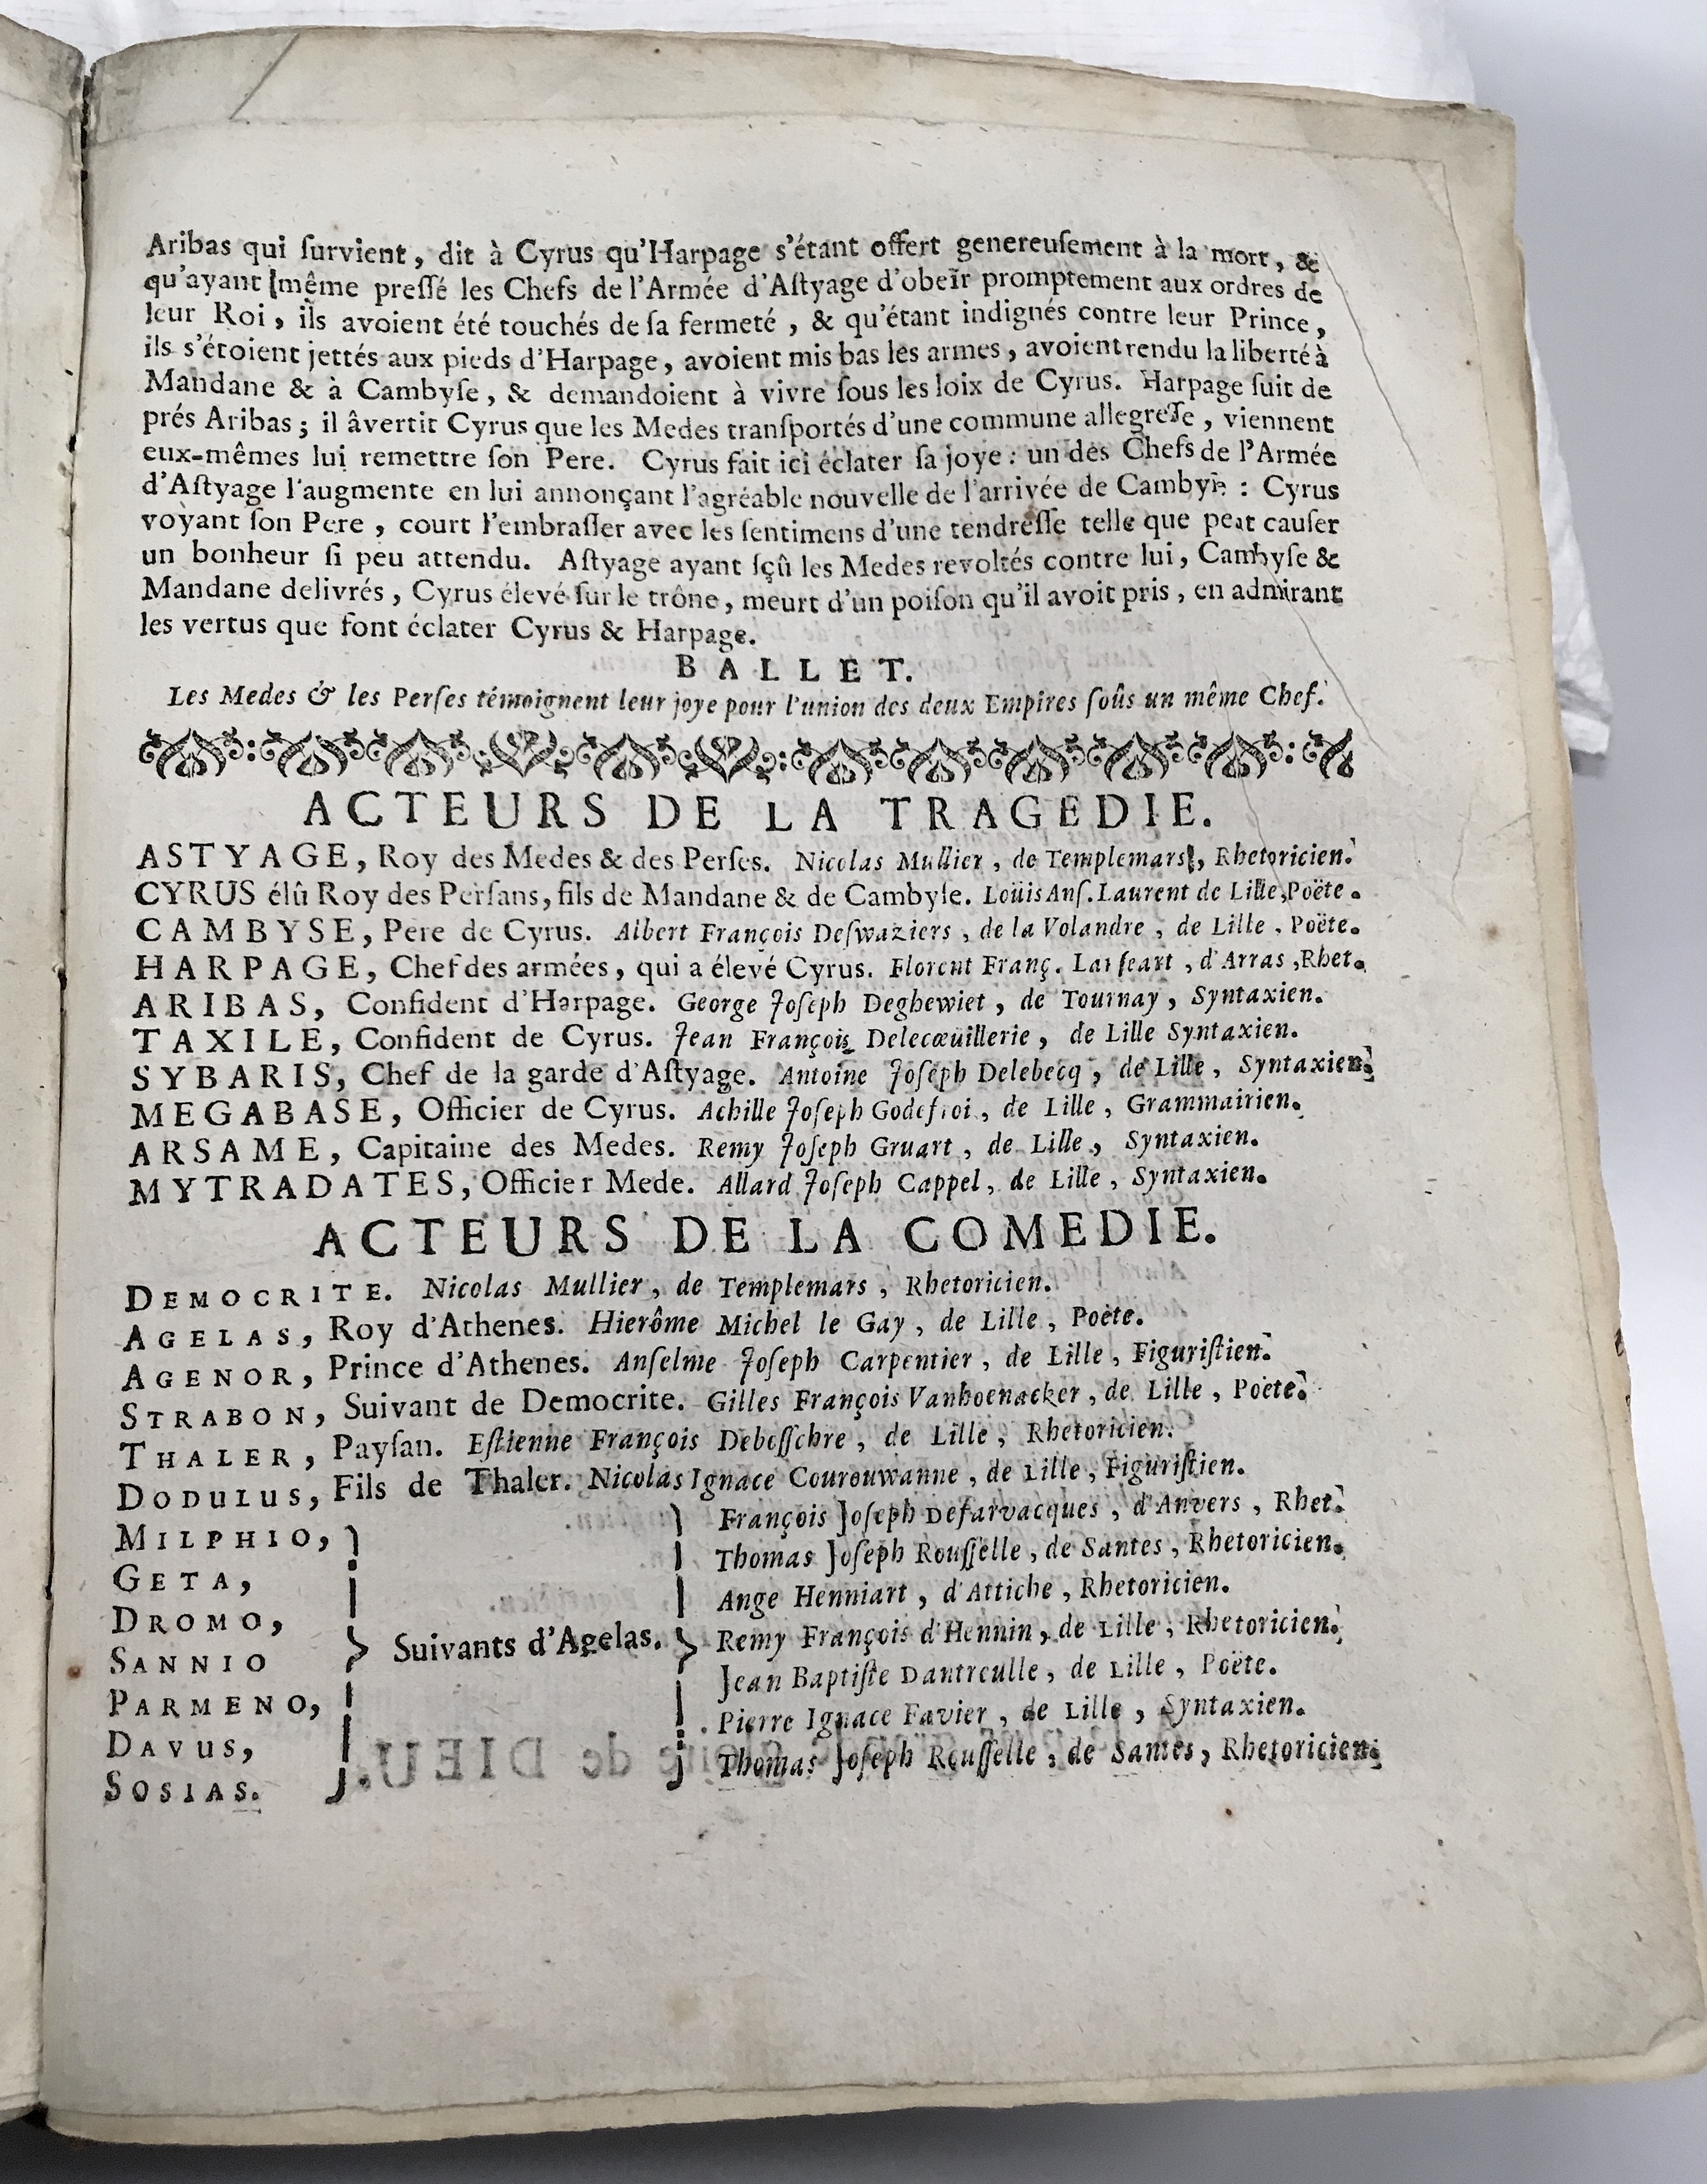 Aribas qui ſurvient, dit à Cyrus qu'Harpage s'étant offert genereuſement à la mort, &
qu'ayant même preſſé les Chefs de l'Armée d'Aſtyage d'obeïr promptement aux ordres de
leur Roi, ils avoient été touchés de ſa fermeté, & qu'étant indignés contre leur Prince,
ils s'étoient jettés aux pieds d'Harpage, avoient mis bas les armes, avoient rendu la liberté à
Mandane & à Cambyſe, & demandoient à vivre ſous les loix de Cyrus. Harpage ſuit de
prés Aribas; il âvertit Cyrus que les Medes tranſportés d'une commune allegreſſe, viennent
eux-mêmes lui remettre ſon Pere. Cyrus fait ici éclater ſa joye: un des Chefs de l'Armée
d'Aſtyage l'augmente en lui annonçant l'agréable nouvelle de l'arrivée de Cambyſe: Cyrus
voyant ſon Pere, court l'embraſſer avec les ſentimens d'une tendreſſe telle que peut cauſer
un bonheur ſi peu attendu. Aſtyage ayant ſçû les Medes revoltés contre lui, Cambyſe &
Mandane delivrés, Cyrus élevé ſur le trône, meurt d'un poiſon qu'il avoit pris, en admirant
les vertus que font éclater Cyrus & Harpage.
BALLET.
Les Medes & les Perſes témoignent leur joye pour l'union des deux Empires ſoûs un même Chef.
ACTEURS DE LA TRAGEDIE.
ASTYAGE, Roy des Medes & des Perſes. Nicolas Mullier, de Templemars, Rhetoricien.
CYRUS élû Roy des Perſans, fils de Mandane & de Cambyſe. Loüis Anſ. Laurent de Lille, Poëte.
CAMBYSE, Pere de Cyrus. Albert François Deſwaziers, de la Volandre, de Lille, Poëte.
HARPAGE, Chef des armées, qui a élevé Cyrus. Florent Franç. , d'Arras, Rhet.
ARIBAS, Confident d'Harpage. George Joſeph Deghewiet, de Tournay, Syntaxien.
TAXILE, Confident de Cyrus. Jean François Delecœuillerie, de Lille Syntaxien.
SYBARIS, Chef de la garde d'Aſtyage. Antoine Joſeph Delebecq, de Lille, Syntaxien.
MEGABASE, Officier de Cyrus. Achille Joſeph Godefroi, de Lille, Grammairien.
ARSAME, Capitaine des Medes. Remy Joſeph Gruart, de Lille, Syntaxien.
MYTRADATES, Officier Mede. Allard Joſeph Cappel, de Lille, Syntaxien.
ACTEURS DE LA COMEDIE.
DEMOCRITE. Nicolas Mullier, de Templemars, Rhetoricien.
AGELAS, Roy d'Athenes. Hierôme Michel le Gay, de Lille, Poëte.
AGENOR, Prince d'Athenes. Anſelme Joſeph Carpentier, de Lille, Figuriſtien.
STRABON, Suivant de Democrite. Gilles François Vanhoenacker, de Lille, Poëte.
THALER, Payſan. Eſtienne François Debeſſchre, de Lille, Rhetoricien.
DODULUS, Fils de Thaler. Nicolas Ignace Courouwanne, de Lille, Figuriſtien.
MILPHIO, François Joſeph Defarvacques, d'Anvers, Rhet.
GETA, Thomas Joſeph Rouſſelle, de Santes, Rhetoricien.
DROMO, Ange Henniart, d'Attiche, Rhetoricien.
SANNIO Suivants d'Agelas. Remy François d'Hennin, de Lille, Rhetoricien.
PARMENO, Jean Baptiſte Dantreulle, de Lille, Poëte.
DAVUS, Pierre Ignace Favier, de Lille, Syntaxien.
SOSIAS. Thomas Joſeph Rouſſelle, de Santes, Rhetoricien.